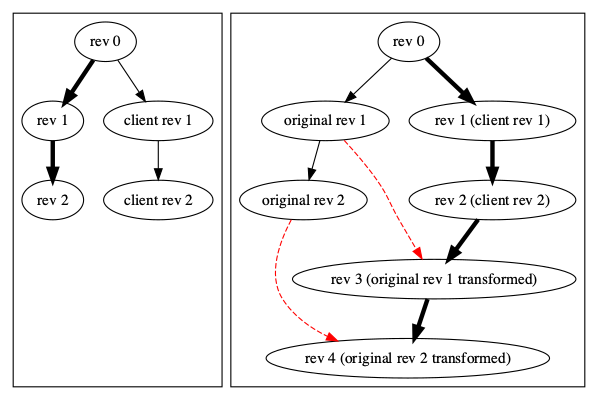 rev 0
rev 1
client rev 1
rev 2
client rev 2
rev 0
original rev 1
rev 1 (client rev 1)
original rev 2
rev 2 (client rev 2)
rev 3 (original rev 1 transformed)
rev 4 (original rev 2 transformed)